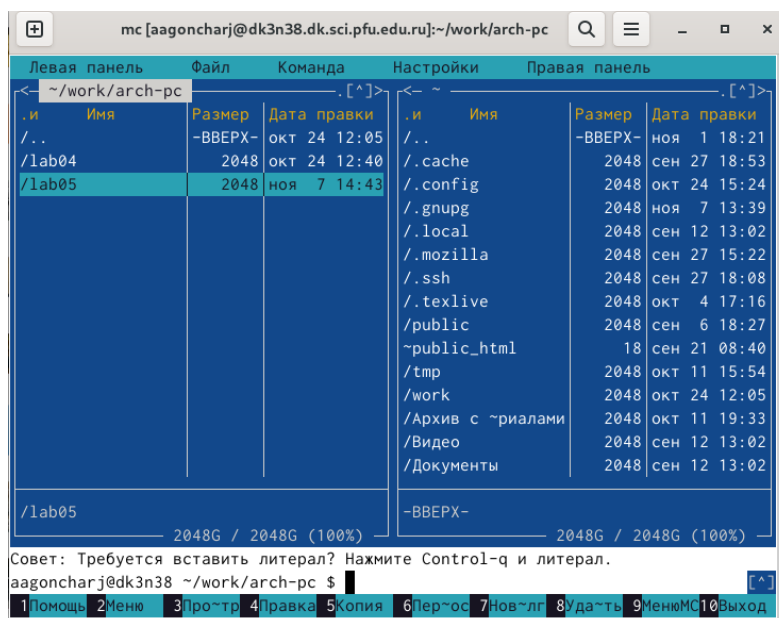 mc [aagoncharj@dk3n38.dk.sci.pfu.edu.ru]:~/work/arch-pc
Левая панель Файл Команда Настройки Правая панель
<— ~/work/arch-pc .[^]> <— ~ .[^]>
.и Имя Размер Дата правки .и Имя Размер Дата правки
/.. -ВВЕРХ- окт 24 12:05 /.. -ВВЕРХ- ноя 1 18:21
/lab04 2048 окт 24 12:40 /.cache 2048 сен 27 18:53
/lab05 2048 ноя 7 14:43 /.config 2048 окт 24 15:24
/.gnupg 2048 ноя 7 13:39
/.local 2048 сен 12 13:02
/.mozilla 2048 сен 27 15:22
/.ssh 2048 сен 27 18:08
/.texlive 2048 окт 4 17:16
/public 2048 сен 6 18:27
~public_html 18 сен 21 08:40
/tmp 2048 окт 11 15:54
/work 2048 окт 24 12:05
/Архив с ~риалами 2048 окт 11 19:33
/Видео 2048 сен 12 13:02
/Документы 2048 сен 12 13:02
/lab05 -ВВЕРХ-
2048G / 2048G (100%) 2048G / 2048G (100%)
Совет: Требуется вставить литерал? Нажмите Control-q и литерал.
aagoncharj@dk3n38 ~/work/arch-pc $ [^]
1Помощь 2Меню 3Про~тр 4Правка 5Копия 6Пер~ос 7Нов~лг 8Уда~ть 9МенюMC 10Выход